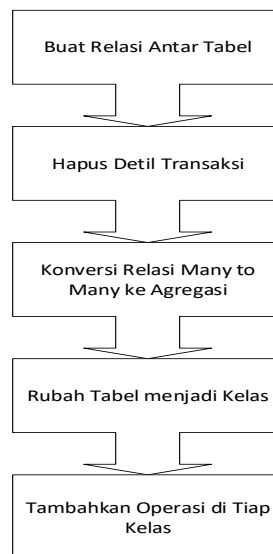 Buat Relasi Antar Tabel
Hapus Detil Transaksi
Konversi Relasi Many to
Many ke Agregasi
Rubah Tabel menjadi Kelas
Tambahkan Operasi di Tiap
Kelas